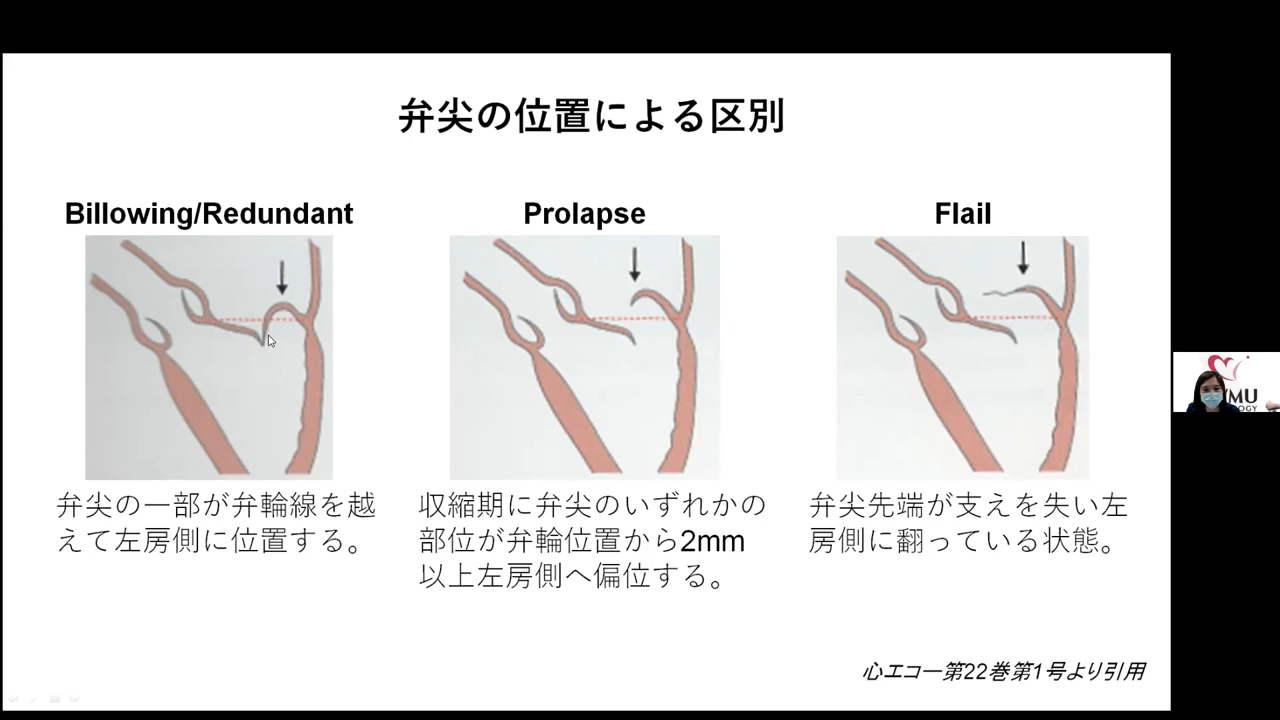 弁尖の位置による区別
Billowing/Redundant
Prolapse
Flail
弁尖の一部が弁輪線を越
えて左房側に位置する。
収縮期に弁尖のいずれかの
部位が弁輪位置から2mm
以上左房側へ偏位する。
弁尖先端が支えを失い左
房側に翻っている状態。
心エコー第22巻第1号より引用
MU